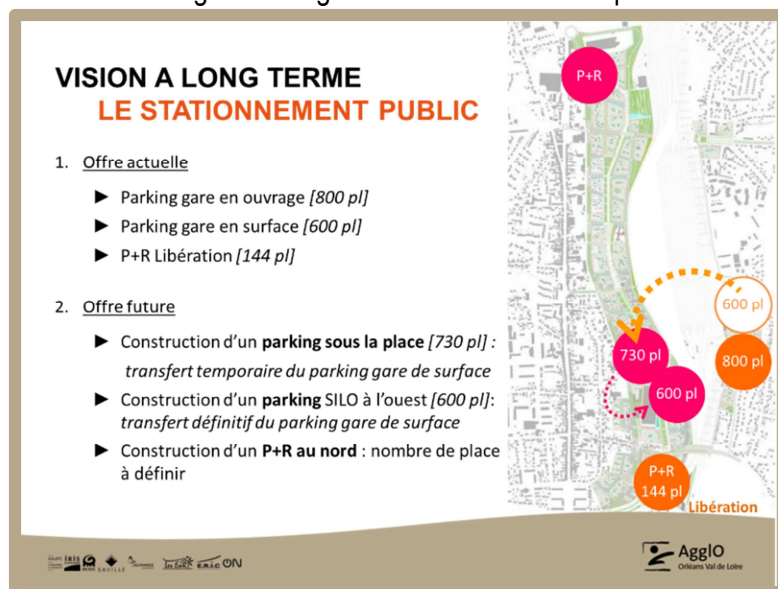 VISION A LONG TERME
LE STATIONNEMENT PUBLIC
1. Offre actuelle
► Parking gare en ouvrage [800 pl]
► Parking gare en surface [600 pl]
► P+R Libération [144 pl]
2. Offre future
► Construction d'un parking sous la place [730 pl] :
transfert temporaire du parking gare de surface
► Construction d'un parking SILO à l'ouest [600 pl]:
transfert définitif du parking gare de surface
► Construction d'un P+R au nord : nombre de place
à définir
P+R
600 pl
730 pl
800 pl
600 pl
P+R
144 pl
Libération
iris
SAVILLE
E.R.I.C
ON
AgglO
Orléans Val de Loire